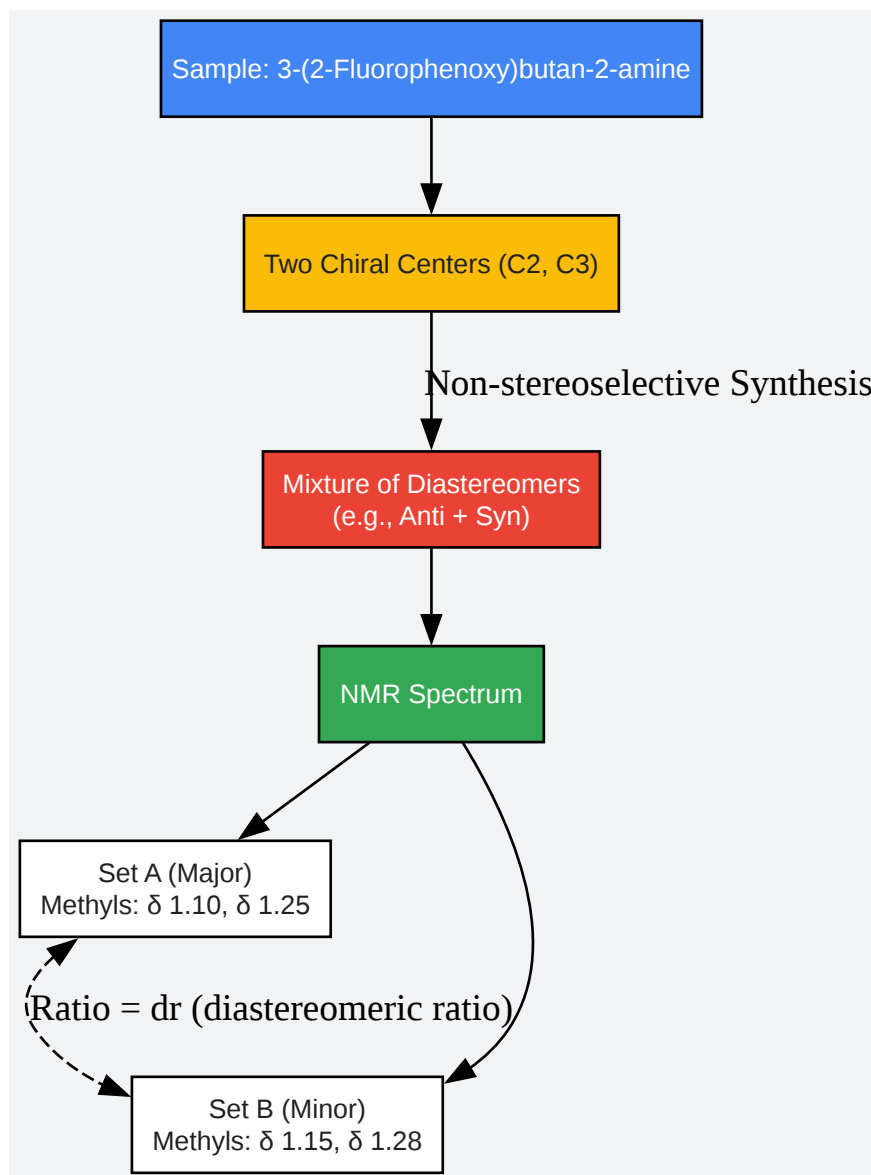 Sample: 3-(2-Fluorophenoxy)butan-2-amine
Two Chiral Centers (C2, C3)
Non-stereoselective Synthesis
Mixture of Diastereomers
(e.g., Anti + Syn)
NMR Spectrum
Set A (Major)
Methyls: δ 1.10, δ 1.25
Ratio = dr (diastereomeric ratio)
Set B (Minor)
Methyls: δ 1.15, δ 1.28